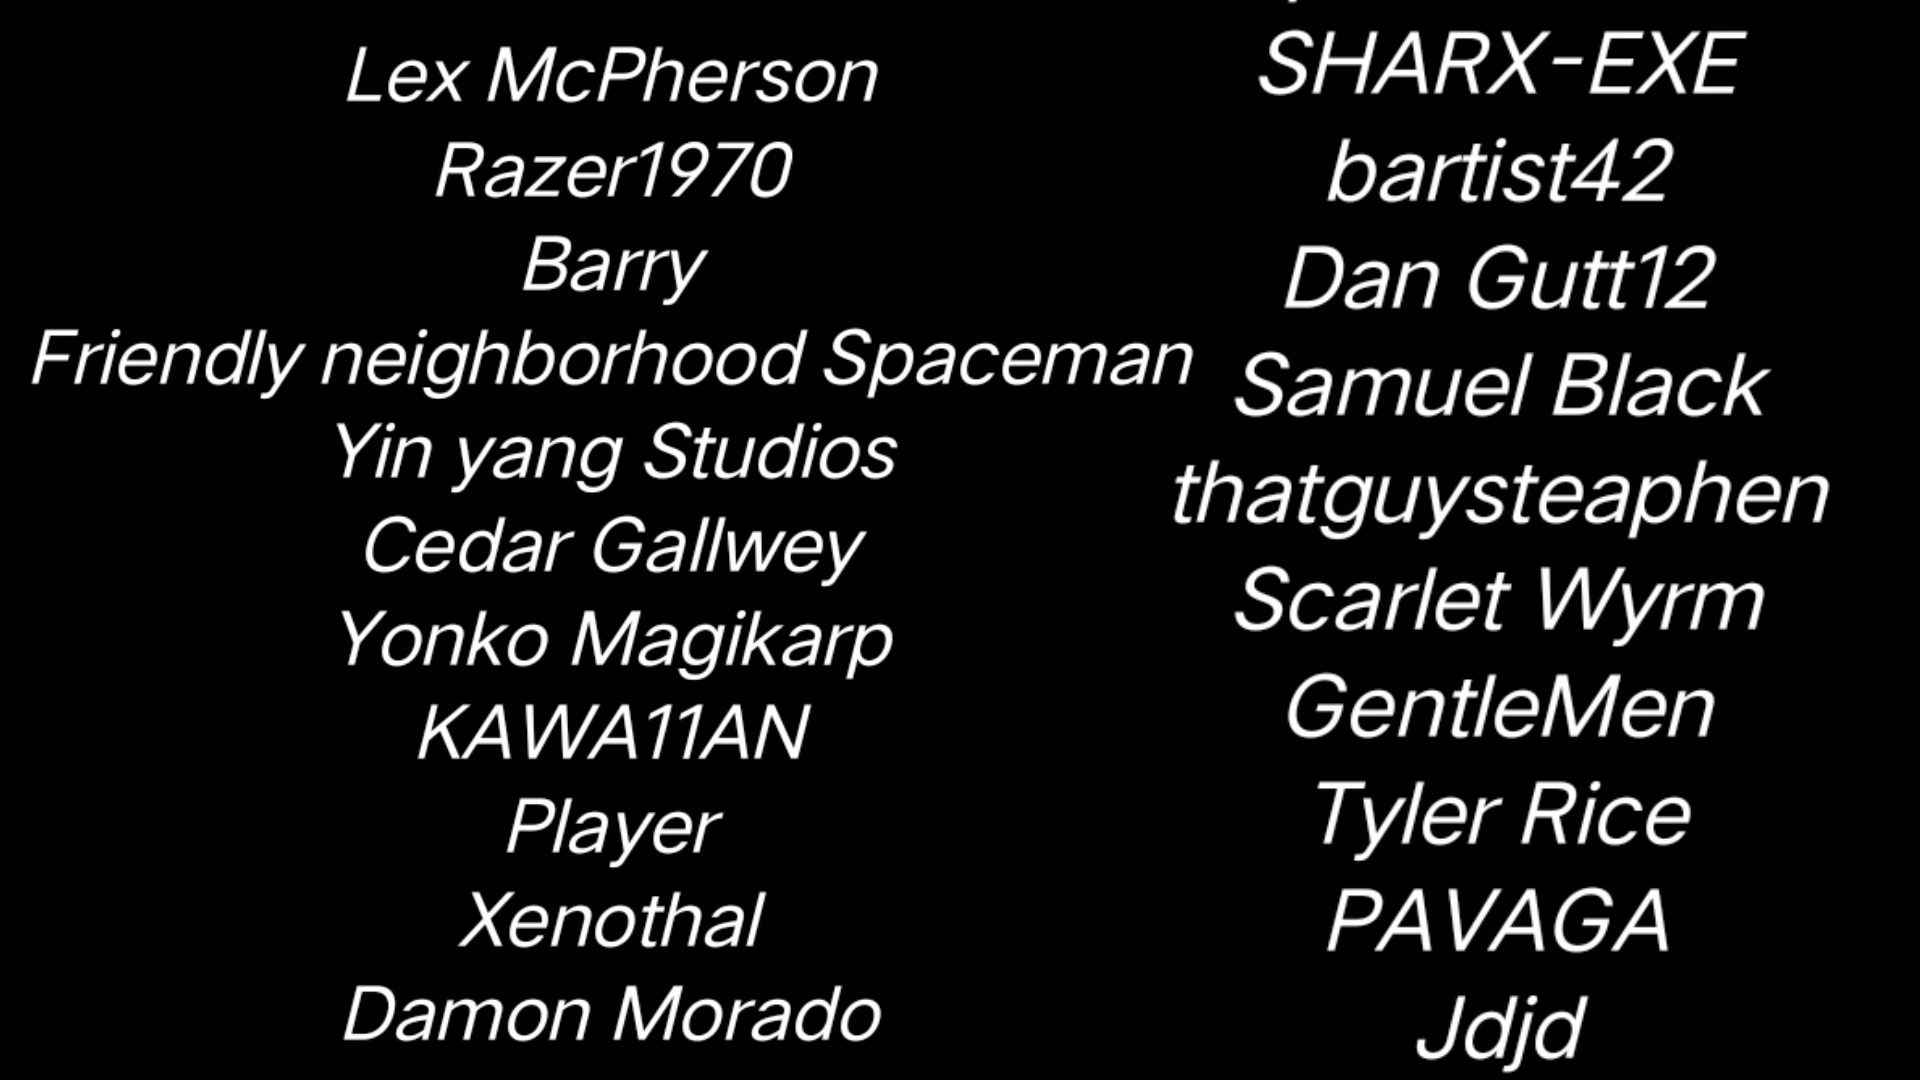 Lex McPherson
Razer1970
Barry
Friendly neighborhood Spaceman
Yin yang Studios
Cedar Gallwey
Yonko Magikarp
KAWA11AN
Player
Xenothal
Damon Morado
SHARX-EXE
bartist42
Dan Gutt12
Samuel Black
thatguysteaphen
Scarlet Wyrm
GentleMen
Tyler Rice
PAVAGA
Jdjd